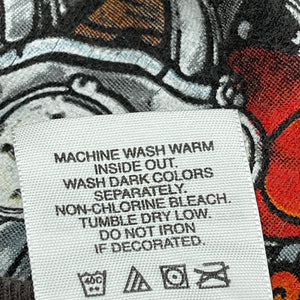 MACHINE WASH WARM
INSIDE OUT.
WASH DARK COLORS
SEPARATELY.
NON-CHLORINE BLEACH.
TUMBLE DRY LOW.
DO NOT IRON
IF DECORATED.
40C